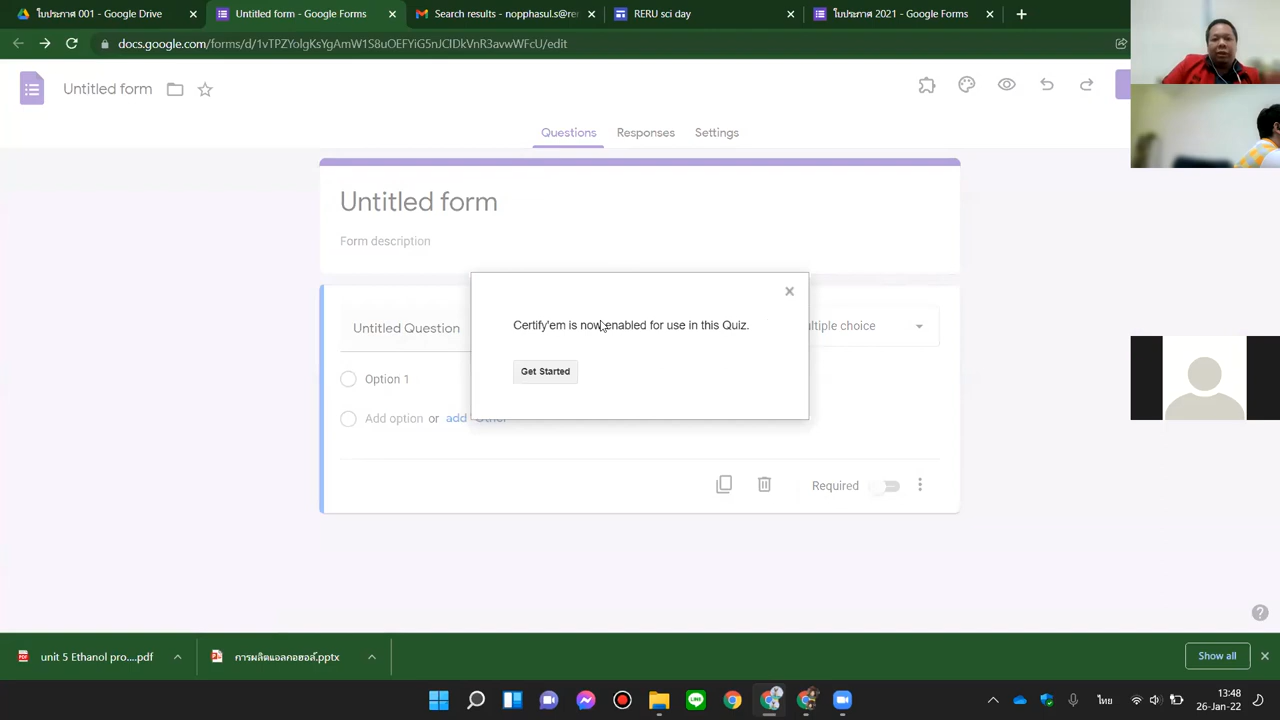 ใบประกาศ 001 - Google Drive
Untitled form - Google Forms
Search results - nopphasul.s@rer
RERU sci day
ใบประกาศ 2021 - Google Forms
docs.google.com/forms/d/1vTPZYolgKsYgAmW1S8uOEFYiG5nJCIDkVnR3avwWFcU/edit
Untitled form
Questions
Responses
Settings
Untitled form
Form description
Certify'em is now enabled for use in this Quiz.
Get Started
Untitled Question
ltiple choice
Option 1
Add option or add "Other"
Required
unit 5 Ethanol pro....pdf
การผลิตแอลกอฮอล์.pptx
Show all
ไทย
13:48
26-Jan-22